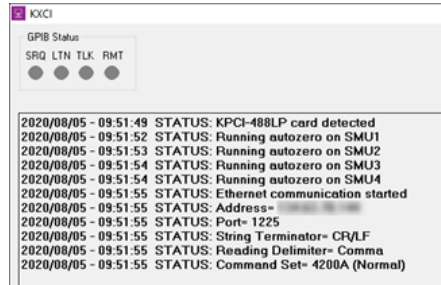 KXCI
GPIB Status
SRQ LTN TLK RMT
2020/08/05 - 09:51:49 STATUS: KPCI-488LP card detected
2020/08/05 - 09:51:52 STATUS: Running autozero on SMU1
2020/08/05 - 09:51:53 STATUS: Running autozero on SMU2
2020/08/05 - 09:51:54 STATUS: Running autozero on SMU3
2020/08/05 - 09:51:54 STATUS: Running autozero on SMU4
2020/08/05 - 09:51:55 STATUS: Ethernet communication started
2020/08/05 - 09:51:55 STATUS: Address=
2020/08/05 - 09:51:55 STATUS: Port= 1225
2020/08/05 - 09:51:55 STATUS: String Terminator= CR/LF
2020/08/05 - 09:51:55 STATUS: Reading Delimiter= Comma
2020/08/05 - 09:51:55 STATUS: Command Set= 4200A (Normal)